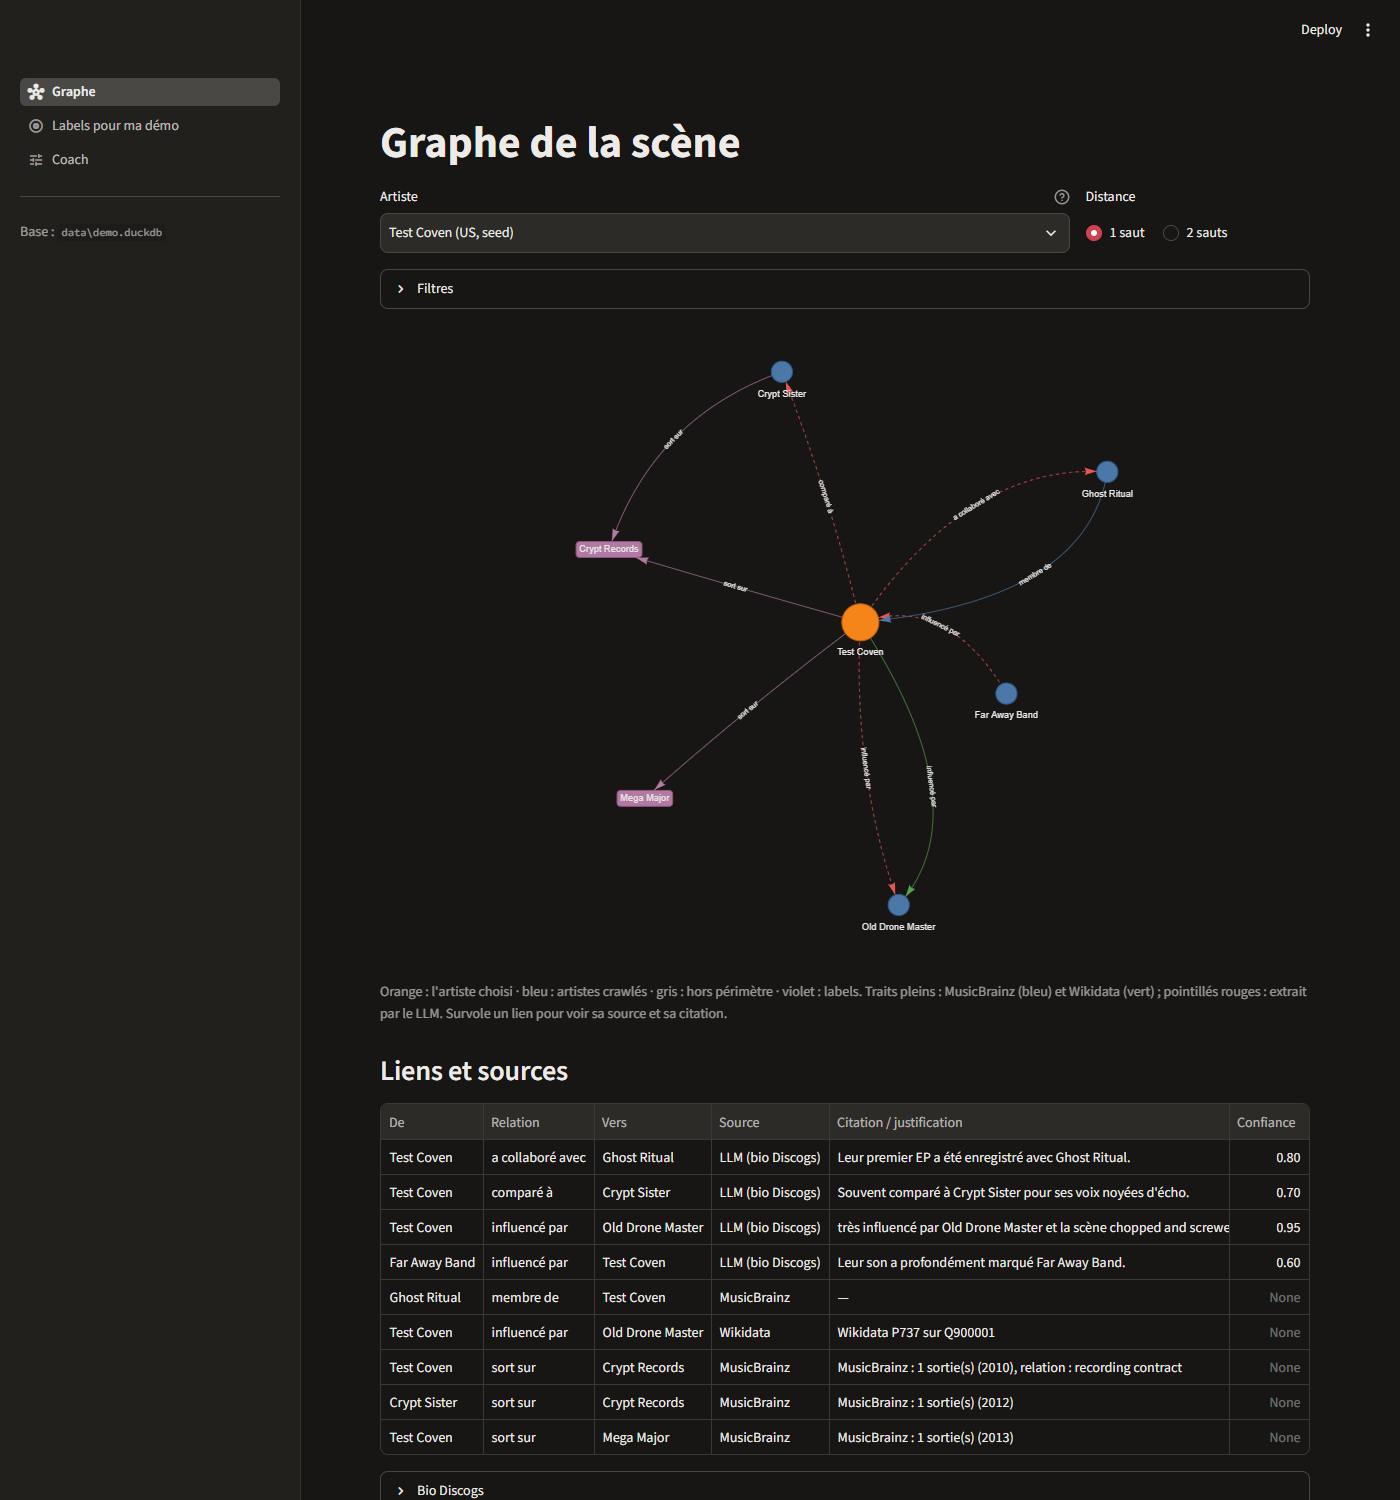 Deploy
Graphe
Labels pour ma démo
Coach
Base : data\demo.duckdb
Graphe de la scène
Artiste
Distance
Test Coven (US, seed)
1 saut
2 sauts
Filtres
Crypt Sister
sort sur
comparé à
a collaboré avec
Ghost Ritual
Crypt Records
sort sur
membre de
influencé par
Test Coven
Far Away Band
sort sur
influencé par
influencé par
Mega Major
Old Drone Master
Orange : l'artiste choisi · bleu : artistes crawlés · gris : hors périmètre · violet : labels. Traits pleins : MusicBrainz (bleu) et Wikidata (vert) ; pointillés rouges : extrait
par le LLM. Survole un lien pour voir sa source et sa citation.
Liens et sources
De Relation Vers Source Citation / justification Confiance
Test Coven a collaboré avec Ghost Ritual LLM (bio Discogs) Leur premier EP a été enregistré avec Ghost Ritual. 0.80
Test Coven comparé à Crypt Sister LLM (bio Discogs) Souvent comparé à Crypt Sister pour ses voix noyées d'écho. 0.70
Test Coven influencé par Old Drone Master LLM (bio Discogs) très influencé par Old Drone Master et la scène chopped and screwe 0.95
Far Away Band influencé par Test Coven LLM (bio Discogs) Leur son a profondément marqué Far Away Band. 0.60
Ghost Ritual membre de Test Coven MusicBrainz — None
Test Coven influencé par Old Drone Master Wikidata Wikidata P737 sur Q900001 None
Test Coven sort sur Crypt Records MusicBrainz MusicBrainz : 1 sortie(s) (2010), relation : recording contract None
Crypt Sister sort sur Crypt Records MusicBrainz MusicBrainz : 1 sortie(s) (2012) None
Test Coven sort sur Mega Major MusicBrainz MusicBrainz : 1 sortie(s) (2013) None
Bio Discogs